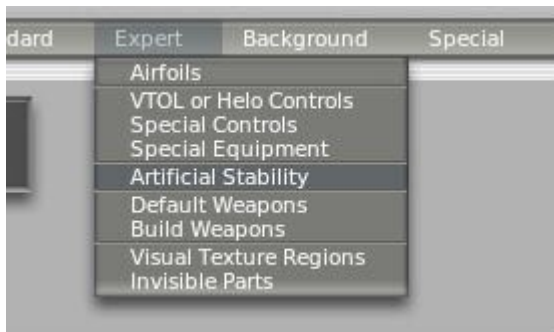 dard Expert Background Special
Airfoils
VTOL or Helo Controls
Special Controls
Special Equipment
Artificial Stability
Default Weapons
Build Weapons
Visual Texture Regions
Invisible Parts